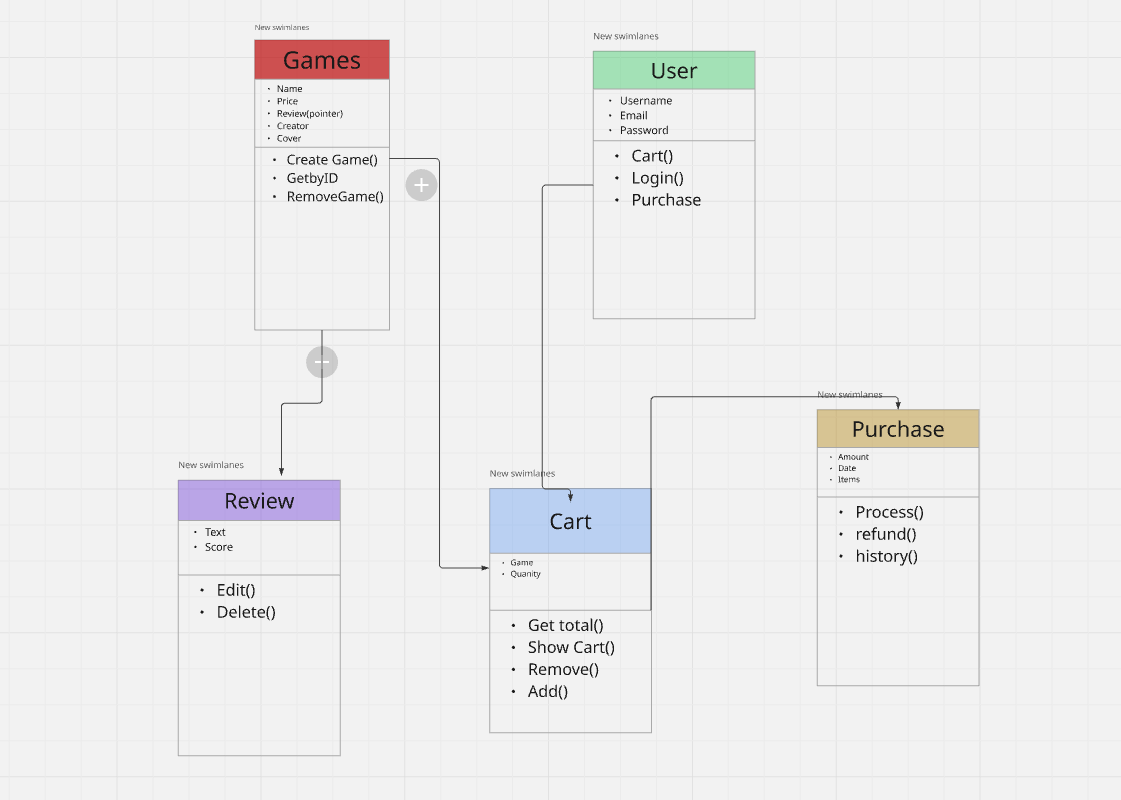 New swimlanes
Games
• Name
• Price
• Review(pointer)
• Creator
• Cover
• Create Game()
• GetbyID
• RemoveGame()
New swimlanes
User
• Username
• Email
• Password
• Cart()
• Login()
• Purchase
New swimlanes
Review
• Text
• Score
• Edit()
• Delete()
New swimlanes
Cart
• Game
• Quanity
• Get total()
• Show Cart()
• Remove()
• Add()
New swimlanes
Purchase
• Amount
• Date
• Items
• Process()
• refund()
• history()